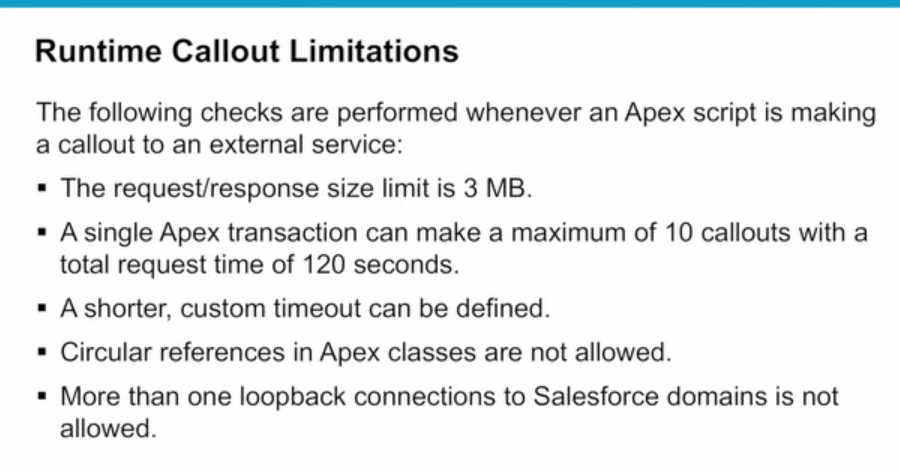 Runtime Callout Limitations
The following checks are performed whenever an Apex script is making
a callout to an external service:
▪ The request/response size limit is 3 MB.
▪ A single Apex transaction can make a maximum of 10 callouts with a
total request time of 120 seconds.
▪ A shorter, custom timeout can be defined.
▪ Circular references in Apex classes are not allowed.
▪ More than one loopback connections to Salesforce domains is not
allowed.